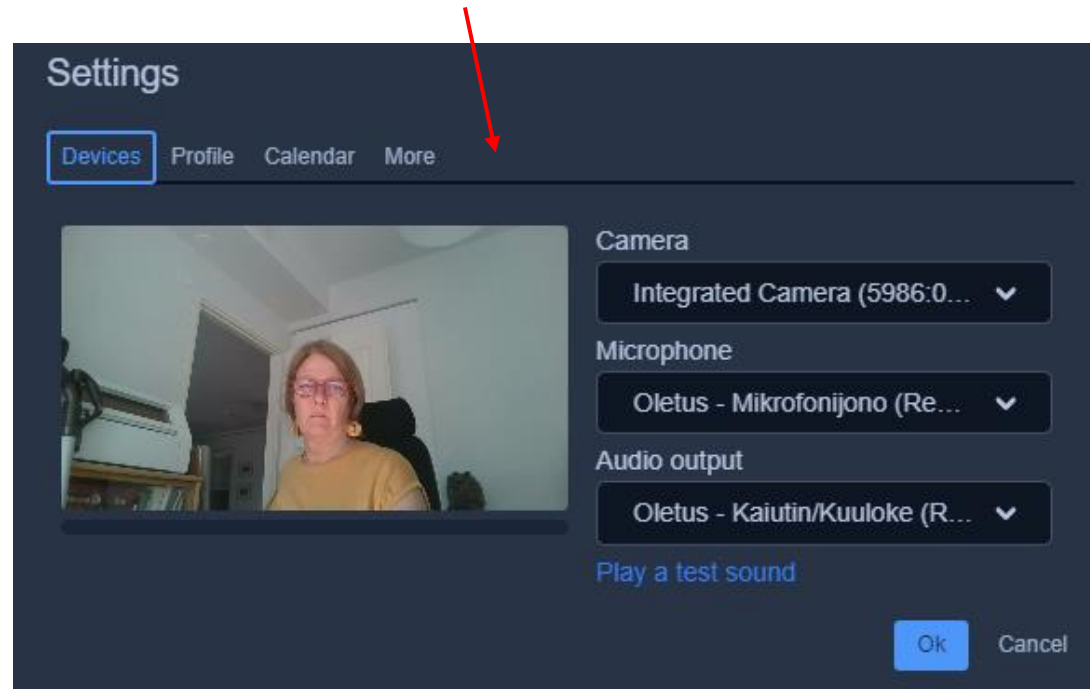 Settings
Devices Profile Calendar More
Camera
Integrated Camera (5986:0...
Microphone
Oletus - Mikrofonijono (Re...
Audio output
Oletus - Kaiutin/Kuuloke (R...
Play a test sound
Ok Cancel